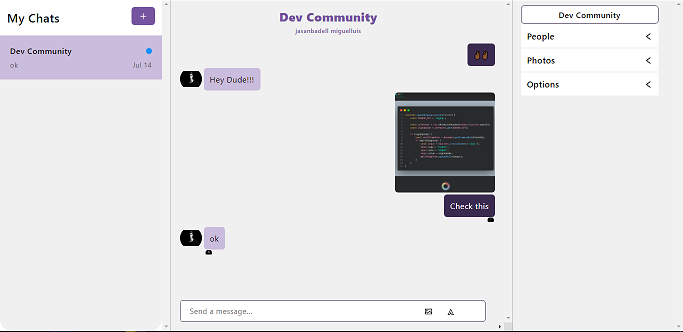 My Chats
+
Dev Community
ok
Jul 14
Dev Community
jasanbadell miguelluis
Hey Dude!!!
Check this
ok
Send a message...
Dev Community
People
Photos
Options